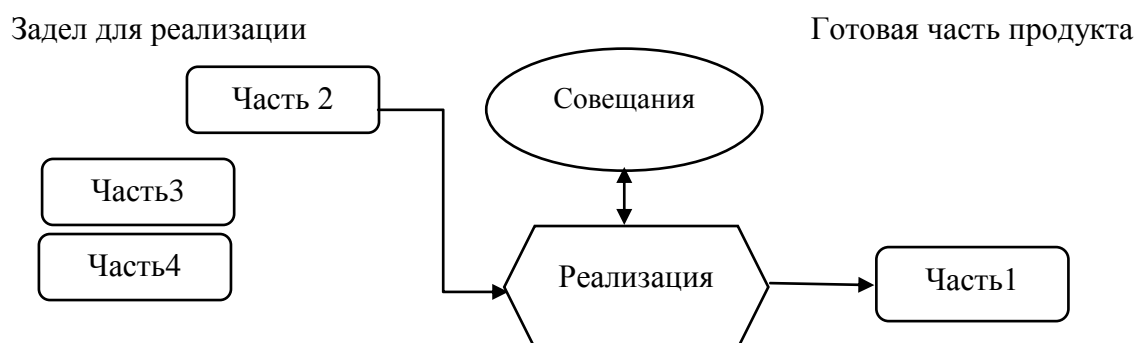 Задел для реализации
Готовая часть продукта
Часть 2
Совещания
Часть3
Часть4
Реализация
Часть1